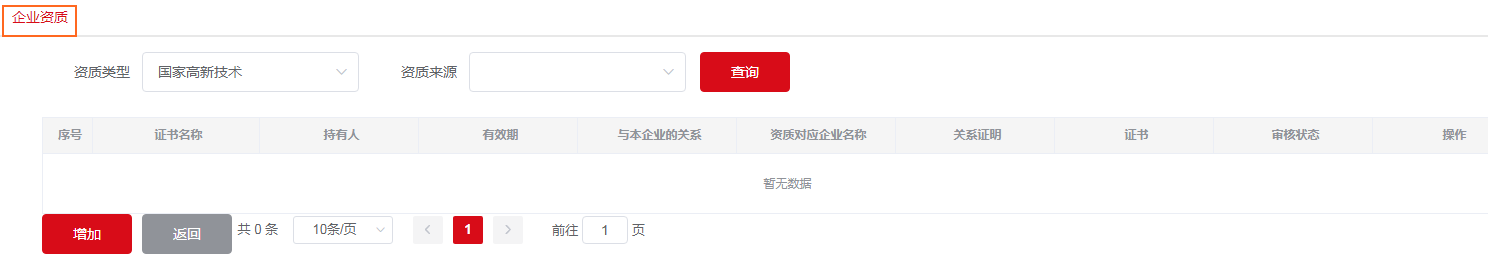 企业资质
资质类型 国家高新技术 资质来源 查询
序号 证书名称 持有人 有效期 与本企业的关系 资质对应企业名称 关系证明 证书 审核状态 操作
暂无数据
增加 返回 共 0 条 10条/页 1 前往 1 页